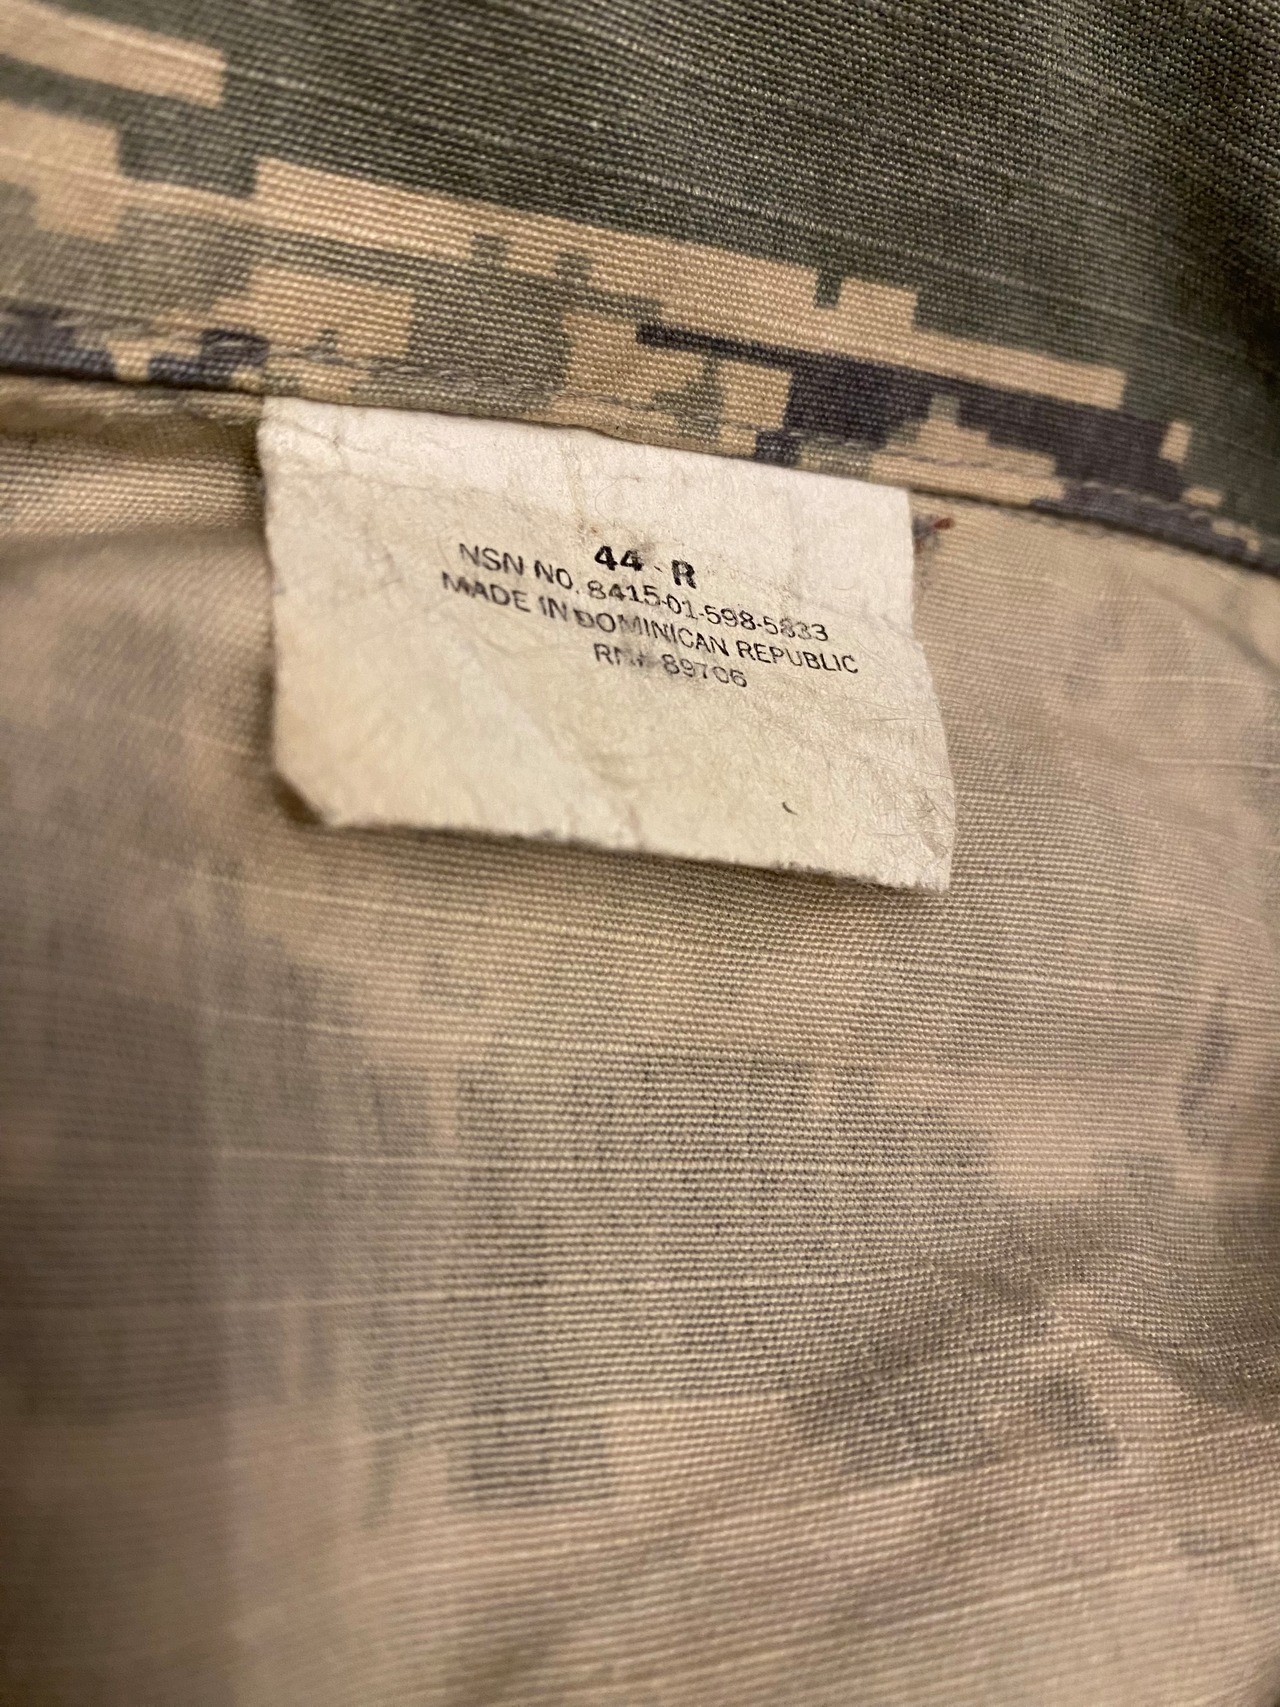 44 R
NSN NO. 8415-01-598-5833
MADE IN DOMINICAN REPUBLIC
RN# 89706